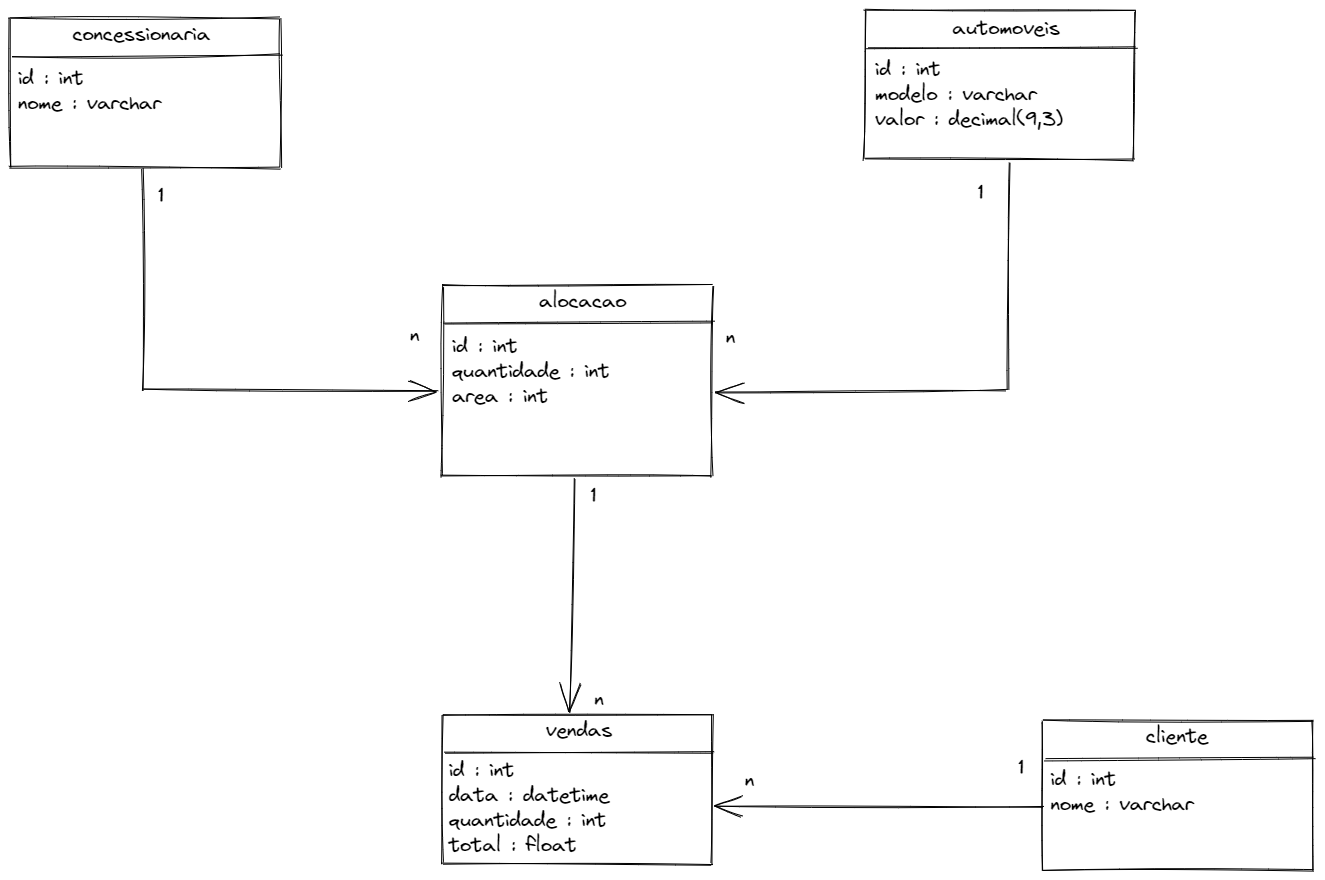 concessionaria
id : int
nome : varchar
1
automoveis
id : int
modelo : varchar
valor : decimal(9,3)
1
alocacao
id : int
quantidade : int
area : int
n
n
1
n
vendas
id : int
data : datetime
quantidade : int
total : float
n
1
cliente
id : int
nome : varchar